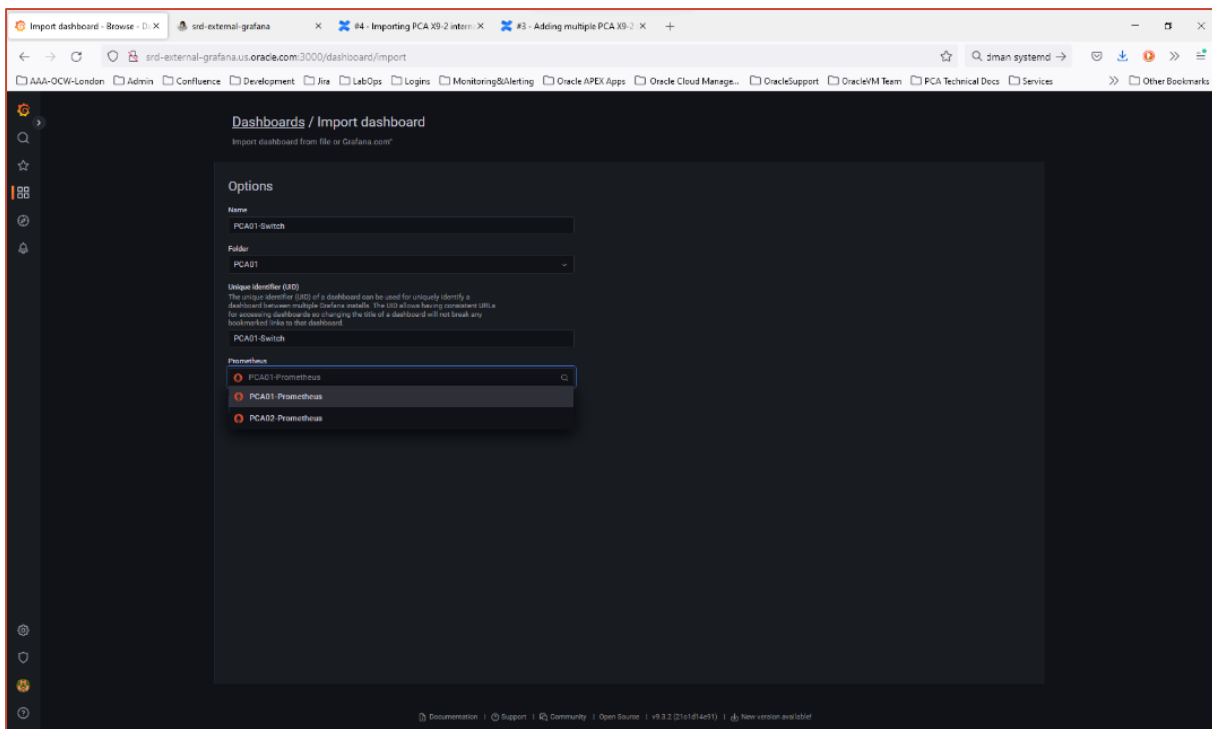 Import dashboard - Browse - Da
srd-external-grafana
#4 - Importing PCA X9-2 intern
#3 - Adding multiple PCA X9-2
srd-external-grafana.us.oracle.com:3000/dashboard/import
dman systemd
AAA-OCW-London Admin Confluence Development Jira LabOps Logins Monitoring&Alerting Oracle APEX Apps Oracle Cloud Manage... OracleSupport OracleVM Team PCA Technical Docs Services Other Bookmarks
Dashboards / Import dashboard
Import dashboard from file or Grafana.com"
Options
Name
PCA01-Switch
Folder
PCA01
Unique identifier (UID)
The unique identifier (UID) of a dashboard can be used for uniquely identify a
dashboard between multiple Grafana installs. The UID allows having consistent URLs
for accessing dashboards so changing the title of a dashboard will not break any
bookmarked links to that dashboard.
PCA01-Switch
Prometheus
PCA01-Prometheus
PCA01-Prometheus
PCA02-Prometheus
Documentation | Support | Community | Open Source | v9.3.2 (21c1d14e91) | New version available!